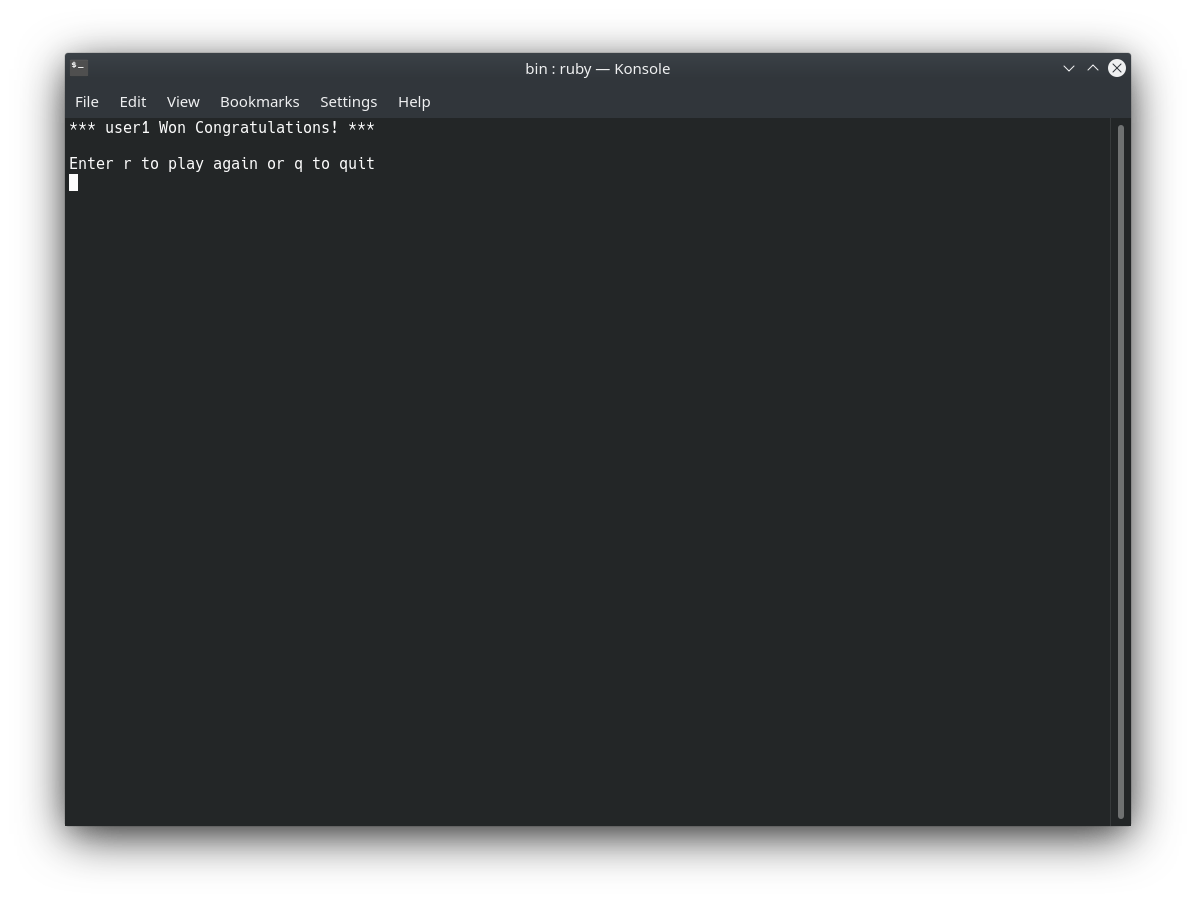 bin : ruby — Konsole
File Edit View Bookmarks Settings Help
*** user1 Won Congratulations! ***
Enter r to play again or q to quit